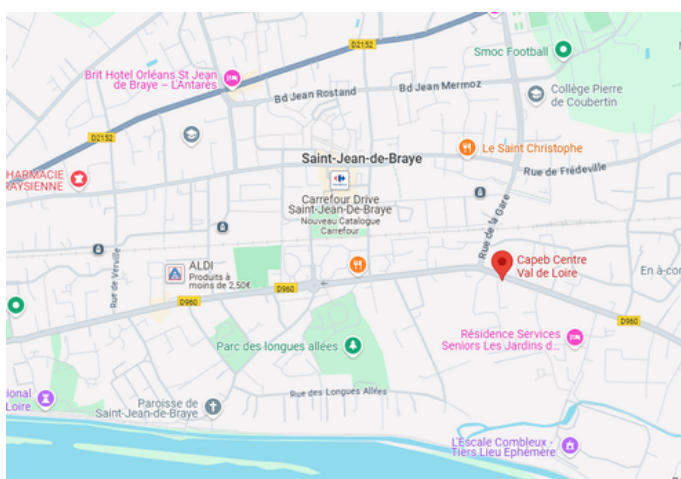 D2152
Smoc Football
Brit Hotel Orléans St Jean
de Braye – L'Antarès
Bd Jean Rostand
Bd Jean Mermoz
Collège Pierre
de Coubertin
D2152
Le Saint Christophe
Saint-Jean-de-Braye
HARMACIE
RAYSIENNE
Rue de Frédeville
Carrefour Drive
Saint-Jean-De-Braye
Nouveau Catalogue
Carrefour
Rue de la Gare
Rue de Verville
ALDI
Produits à
moins de 2,50€
Capeb Centre
Val de Loire
En à-cor
D960
D960
D960
Parc des longues allées
Résidence Services
Seniors Les Jardins d...
Rue des Longues Allées
ional
Loire
Paroisse de
Saint-Jean-de-Braye
L'Escale Combleux -
Tiers Lieu Ephémère